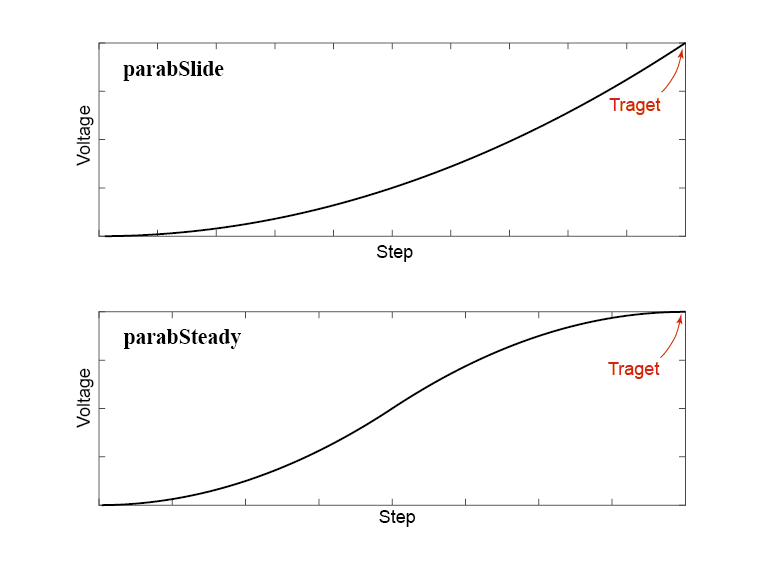 parabSlide
Traget
Voltage
Step
parabSteady
Traget
Voltage
Step